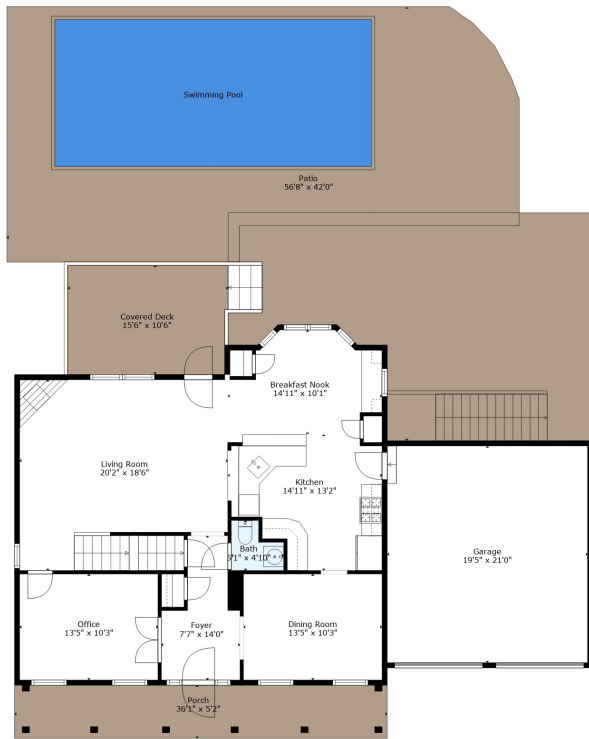 Swimming Pool
Patio
56'8" x 42'0"
Covered Deck
15'6" x 10'6"
Breakfast Nook
14'11" x 10'1"
Living Room
20'2" x 18'6"
Kitchen
14'11" x 13'2"
Bath
5'1" x 4'10"
Garage
19'5" x 21'0"
Office
13'5" x 10'3"
Foyer
7'7" x 14'0"
Dining Room
13'5" x 10'3"
Porch
36'1" x 5'2"